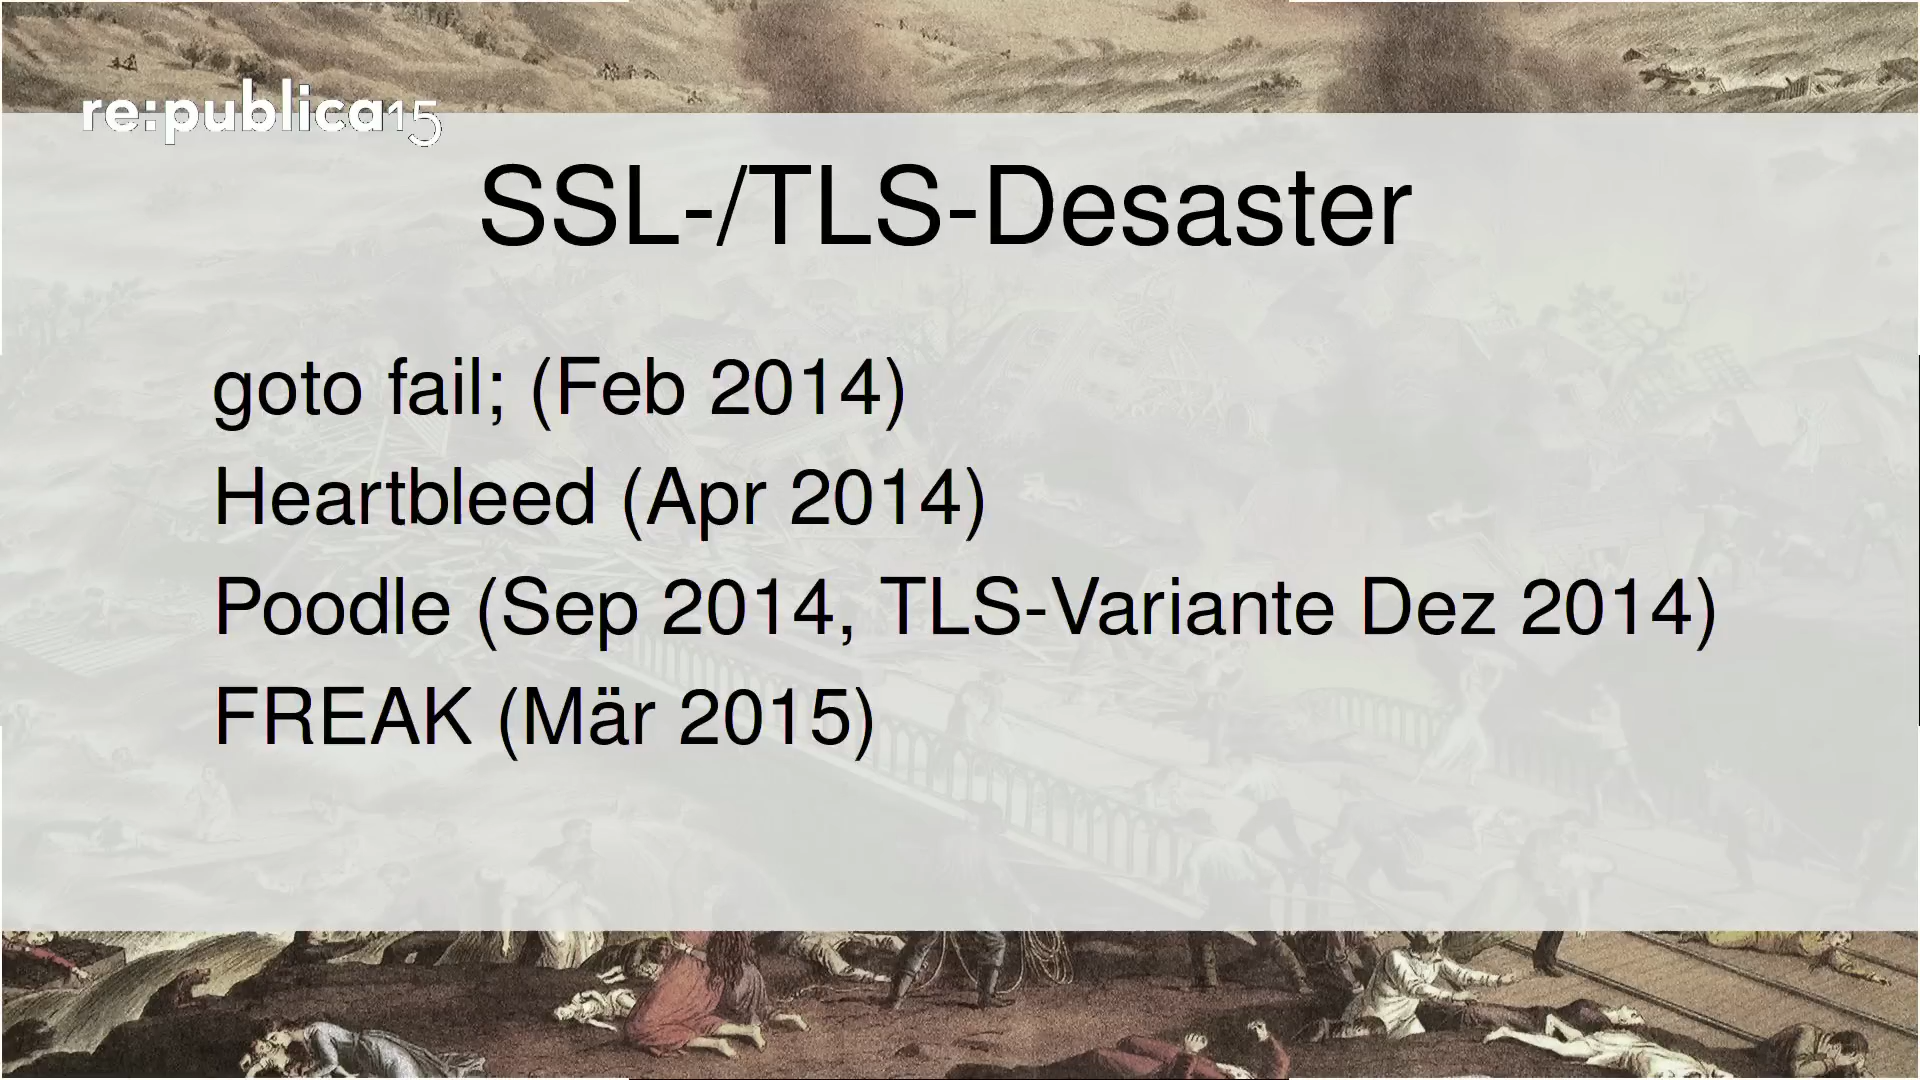 re:publica15
SSL-/TLS-Desaster
goto fail; (Feb 2014)
Heartbleed (Apr 2014)
Poodle (Sep 2014, TLS-Variante Dez 2014)
FREAK (Mär 2015)